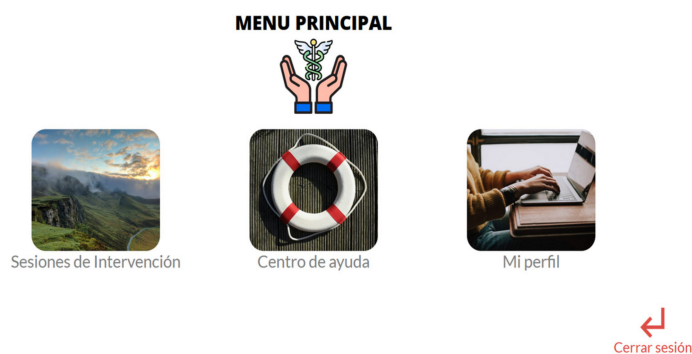 MENU PRINCIPAL
Sesiones de Intervención
Centro de ayuda
Mi perfil
Cerrar sesión